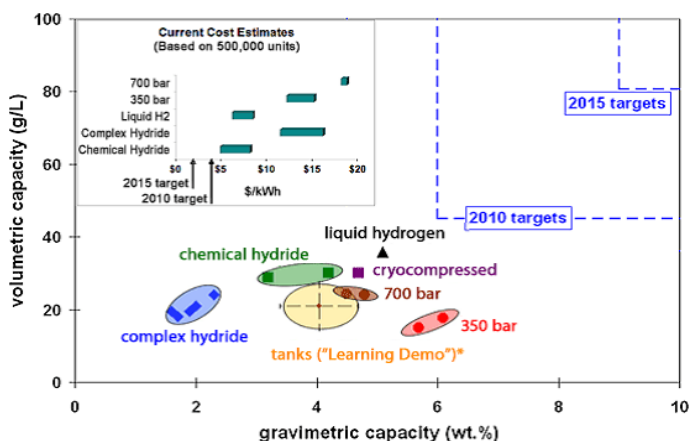 Current Cost Estimates
(Based on 500,000 units)
700 bar
350 bar
Liquid H2
Complex Hydride
Chemical Hydride
$0 $5 $10 $15 $20
2015 target
2010 target
$/kWh
2015 targets
2010 targets
liquid hydrogen
chemical hydride
cryocompressed
700 bar
350 bar
complex hydride
tanks ("Learning Demo")*
volumetric capacity (g/L)
100
80
60
40
20
0
0 2 4 6 8 10
gravimetric capacity (wt.%)